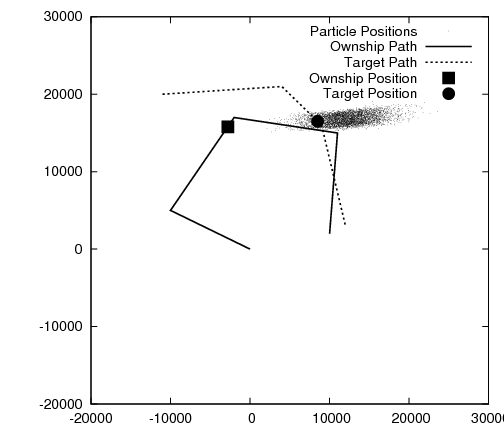 30000
Particle Positions
Ownship Path
Target Path
Ownship Position
20000
Target Position
10000
0
-10000
-20000
-20000 -10000 0 10000 20000 3000